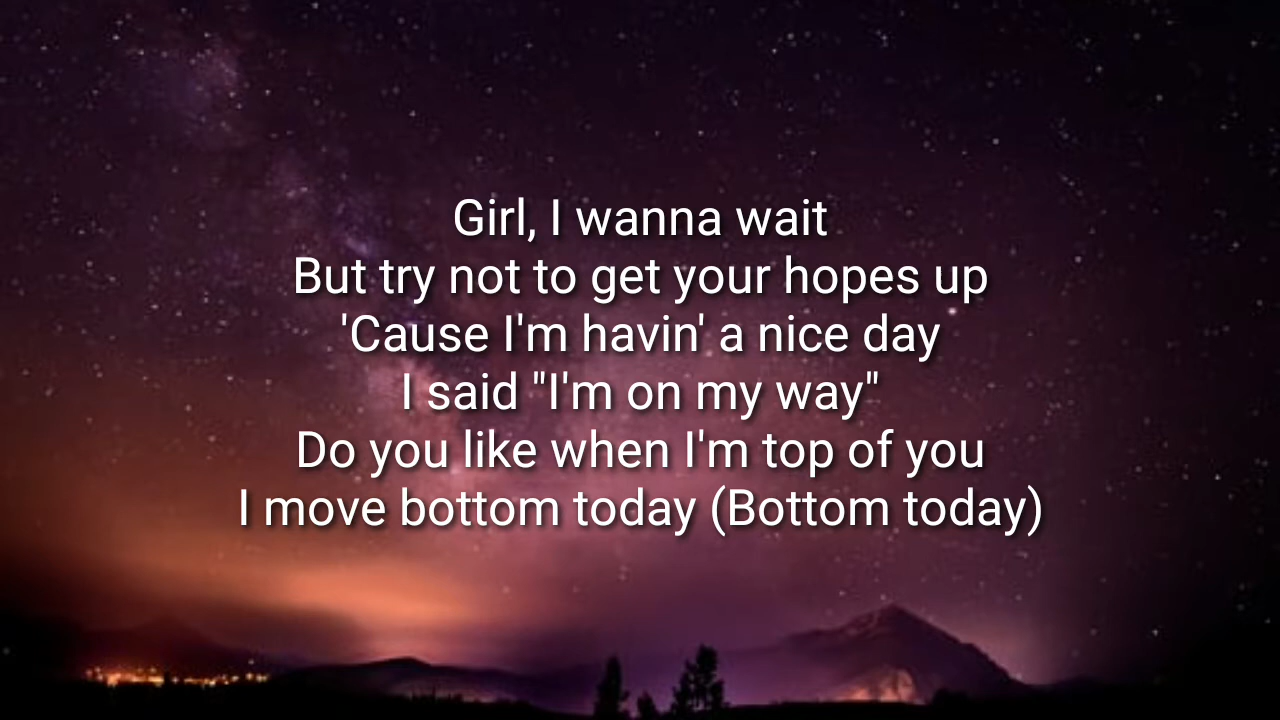 Girl, I wanna wait
But try not to get your hopes up
'Cause I'm havin' a nice day
I said "I'm on my way"
Do you like when I'm top of you
I move bottom today (Bottom today)